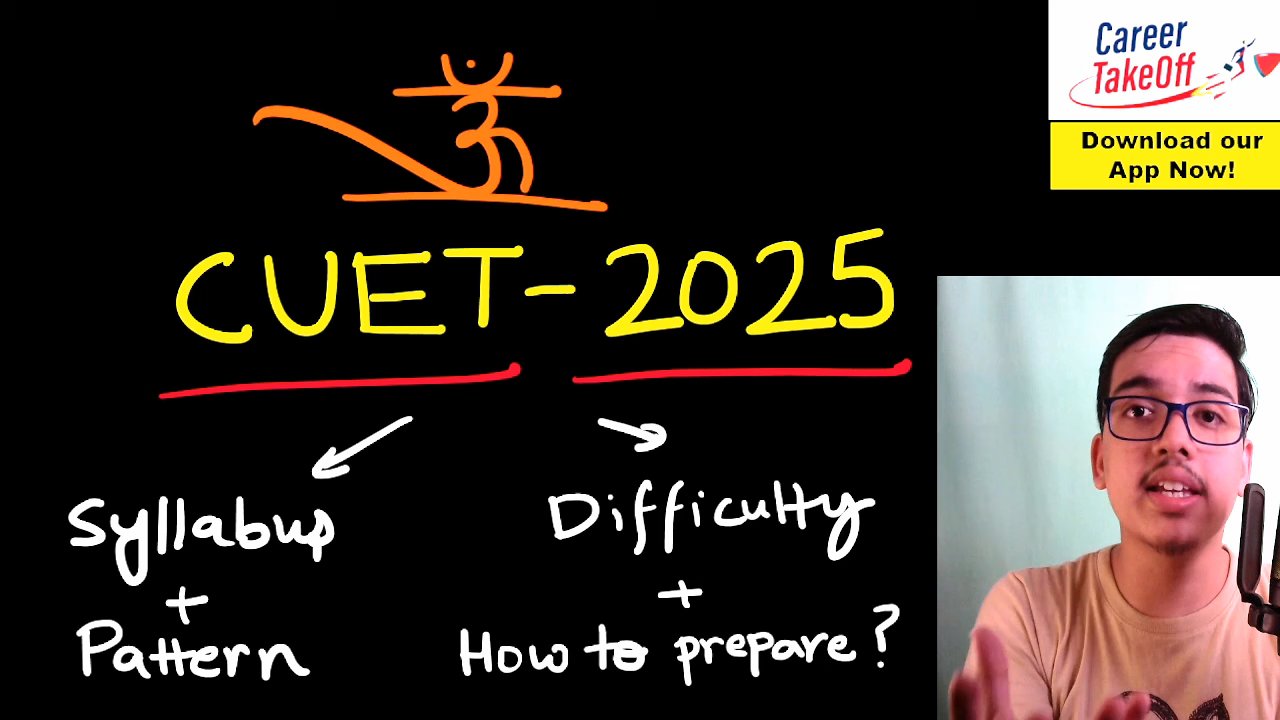 ॐ
Career
TakeOff
Download our
App Now!
CUET-2025
Syllabus
+
Pattern
Difficulty
+
How to prepare?